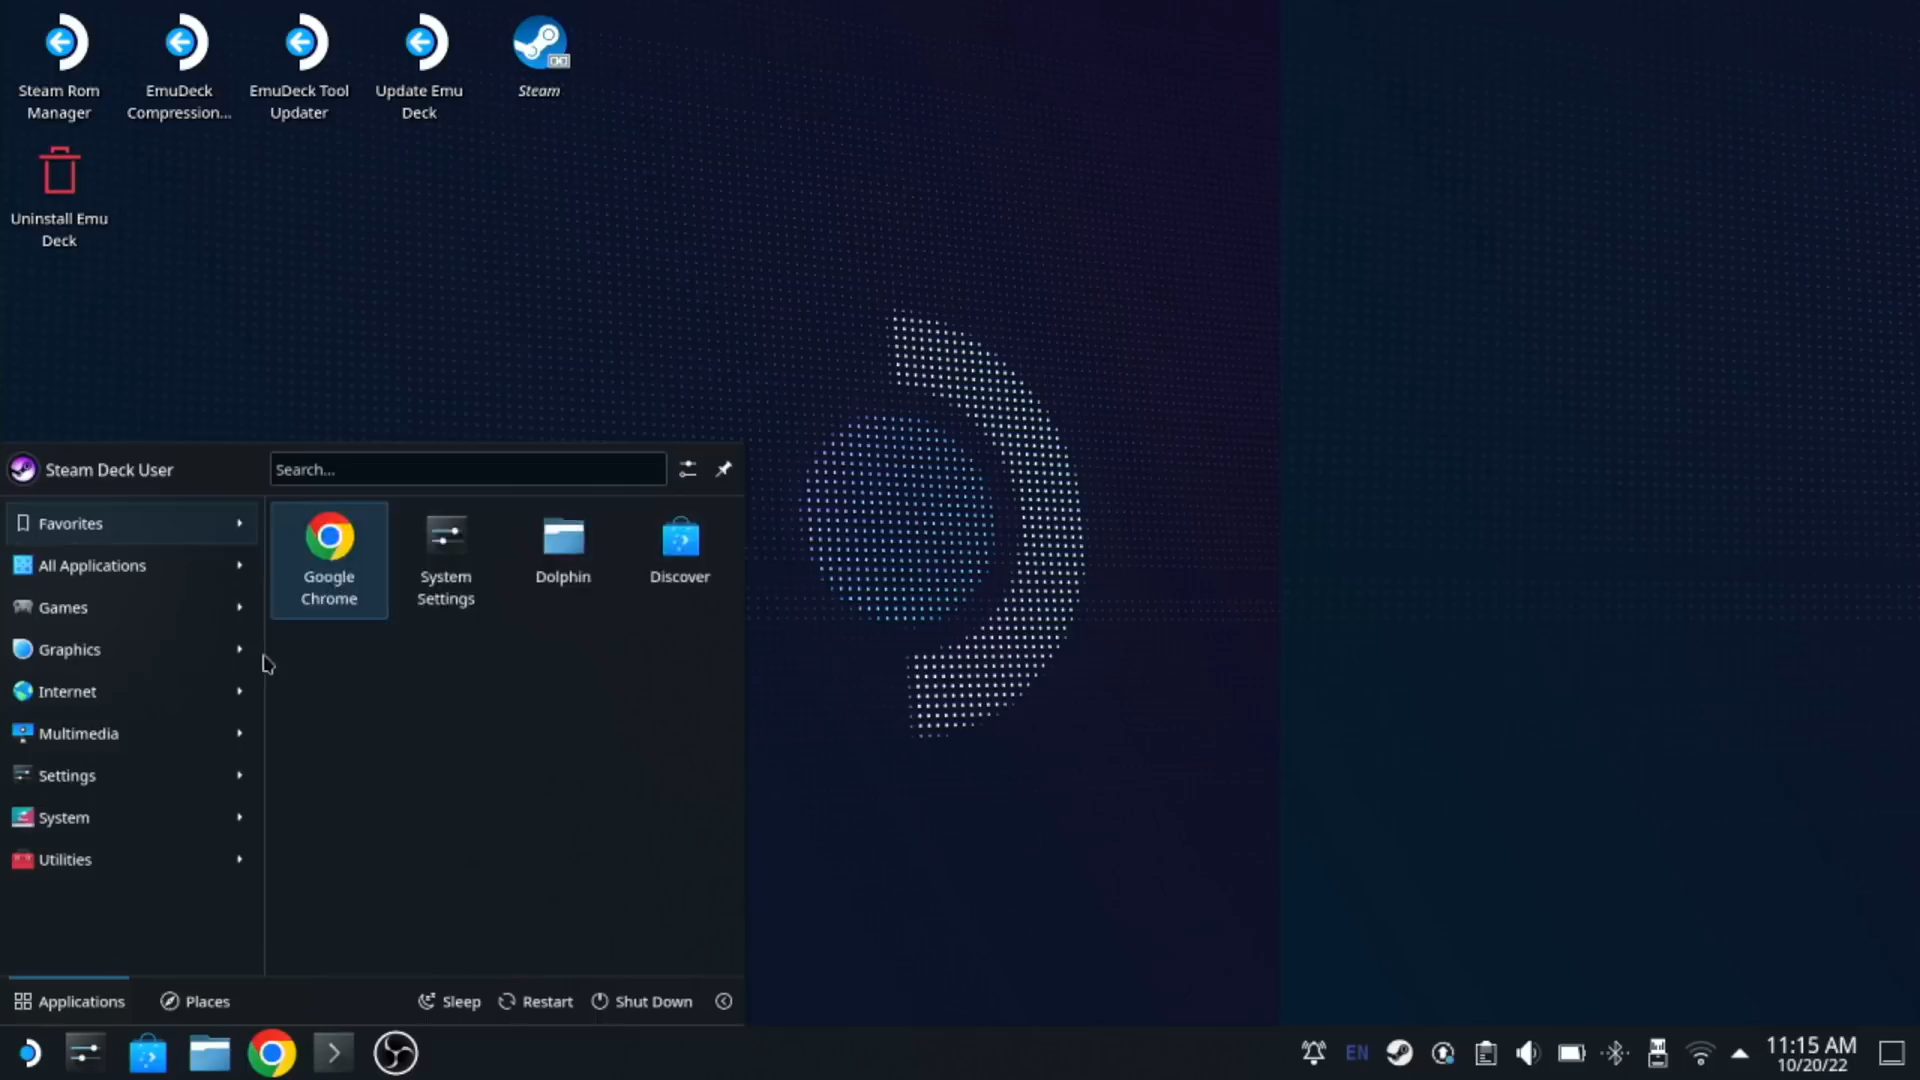 Steam Rom
Manager
EmuDeck
Compression...
EmuDeck Tool
Updater
Update Emu
Deck
Steam
Uninstall Emu
Deck
Steam Deck User
Search...
Favorites
All Applications
Games
Graphics
Internet
Multimedia
Settings
System
Utilities
Google
Chrome
System
Settings
Dolphin
Discover
Applications
Places
Sleep
Restart
Shut Down
EN
11:15 AM
10/20/22